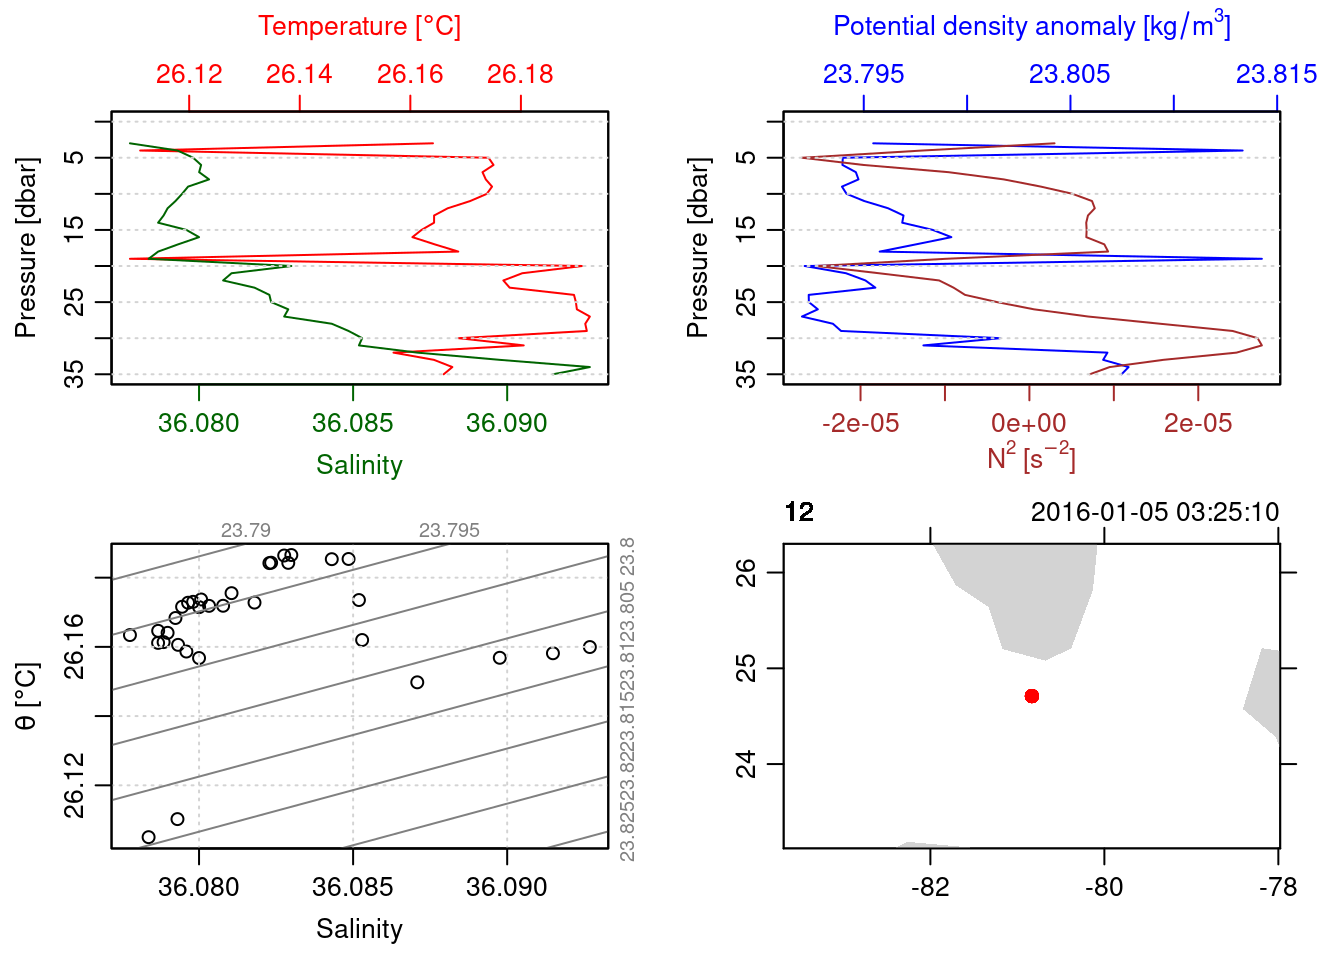 Temperature [°C]
26.12 26.14 26.16 26.18
Pressure [dbar]
5
15
25
35
36.080 36.085 36.090
Salinity
Potential density anomaly [kg/m³]
23.795 23.805 23.815
Pressure [dbar]
5
15
25
35
-2e-05 0e+00 2e-05
N² [s⁻²]
23.79 23.795
23.8
23.805
23.81
23.815
23.82
23.825
θ [°C]
26.16
26.12
36.080 36.085 36.090
Salinity
12 2016-01-05 03:25:10
26
25
24
-82 -80 -78